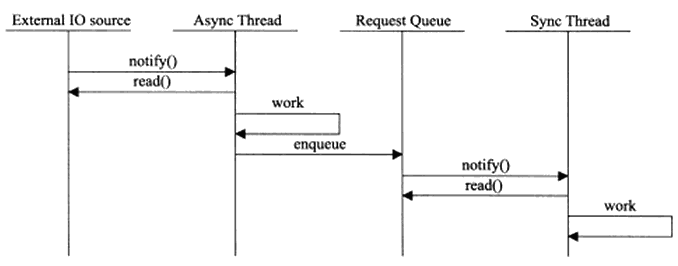 External IO source
Async Thread
Request Queue
Sync Thread
notify()
read()
work
enqueue
notify()
read()
work